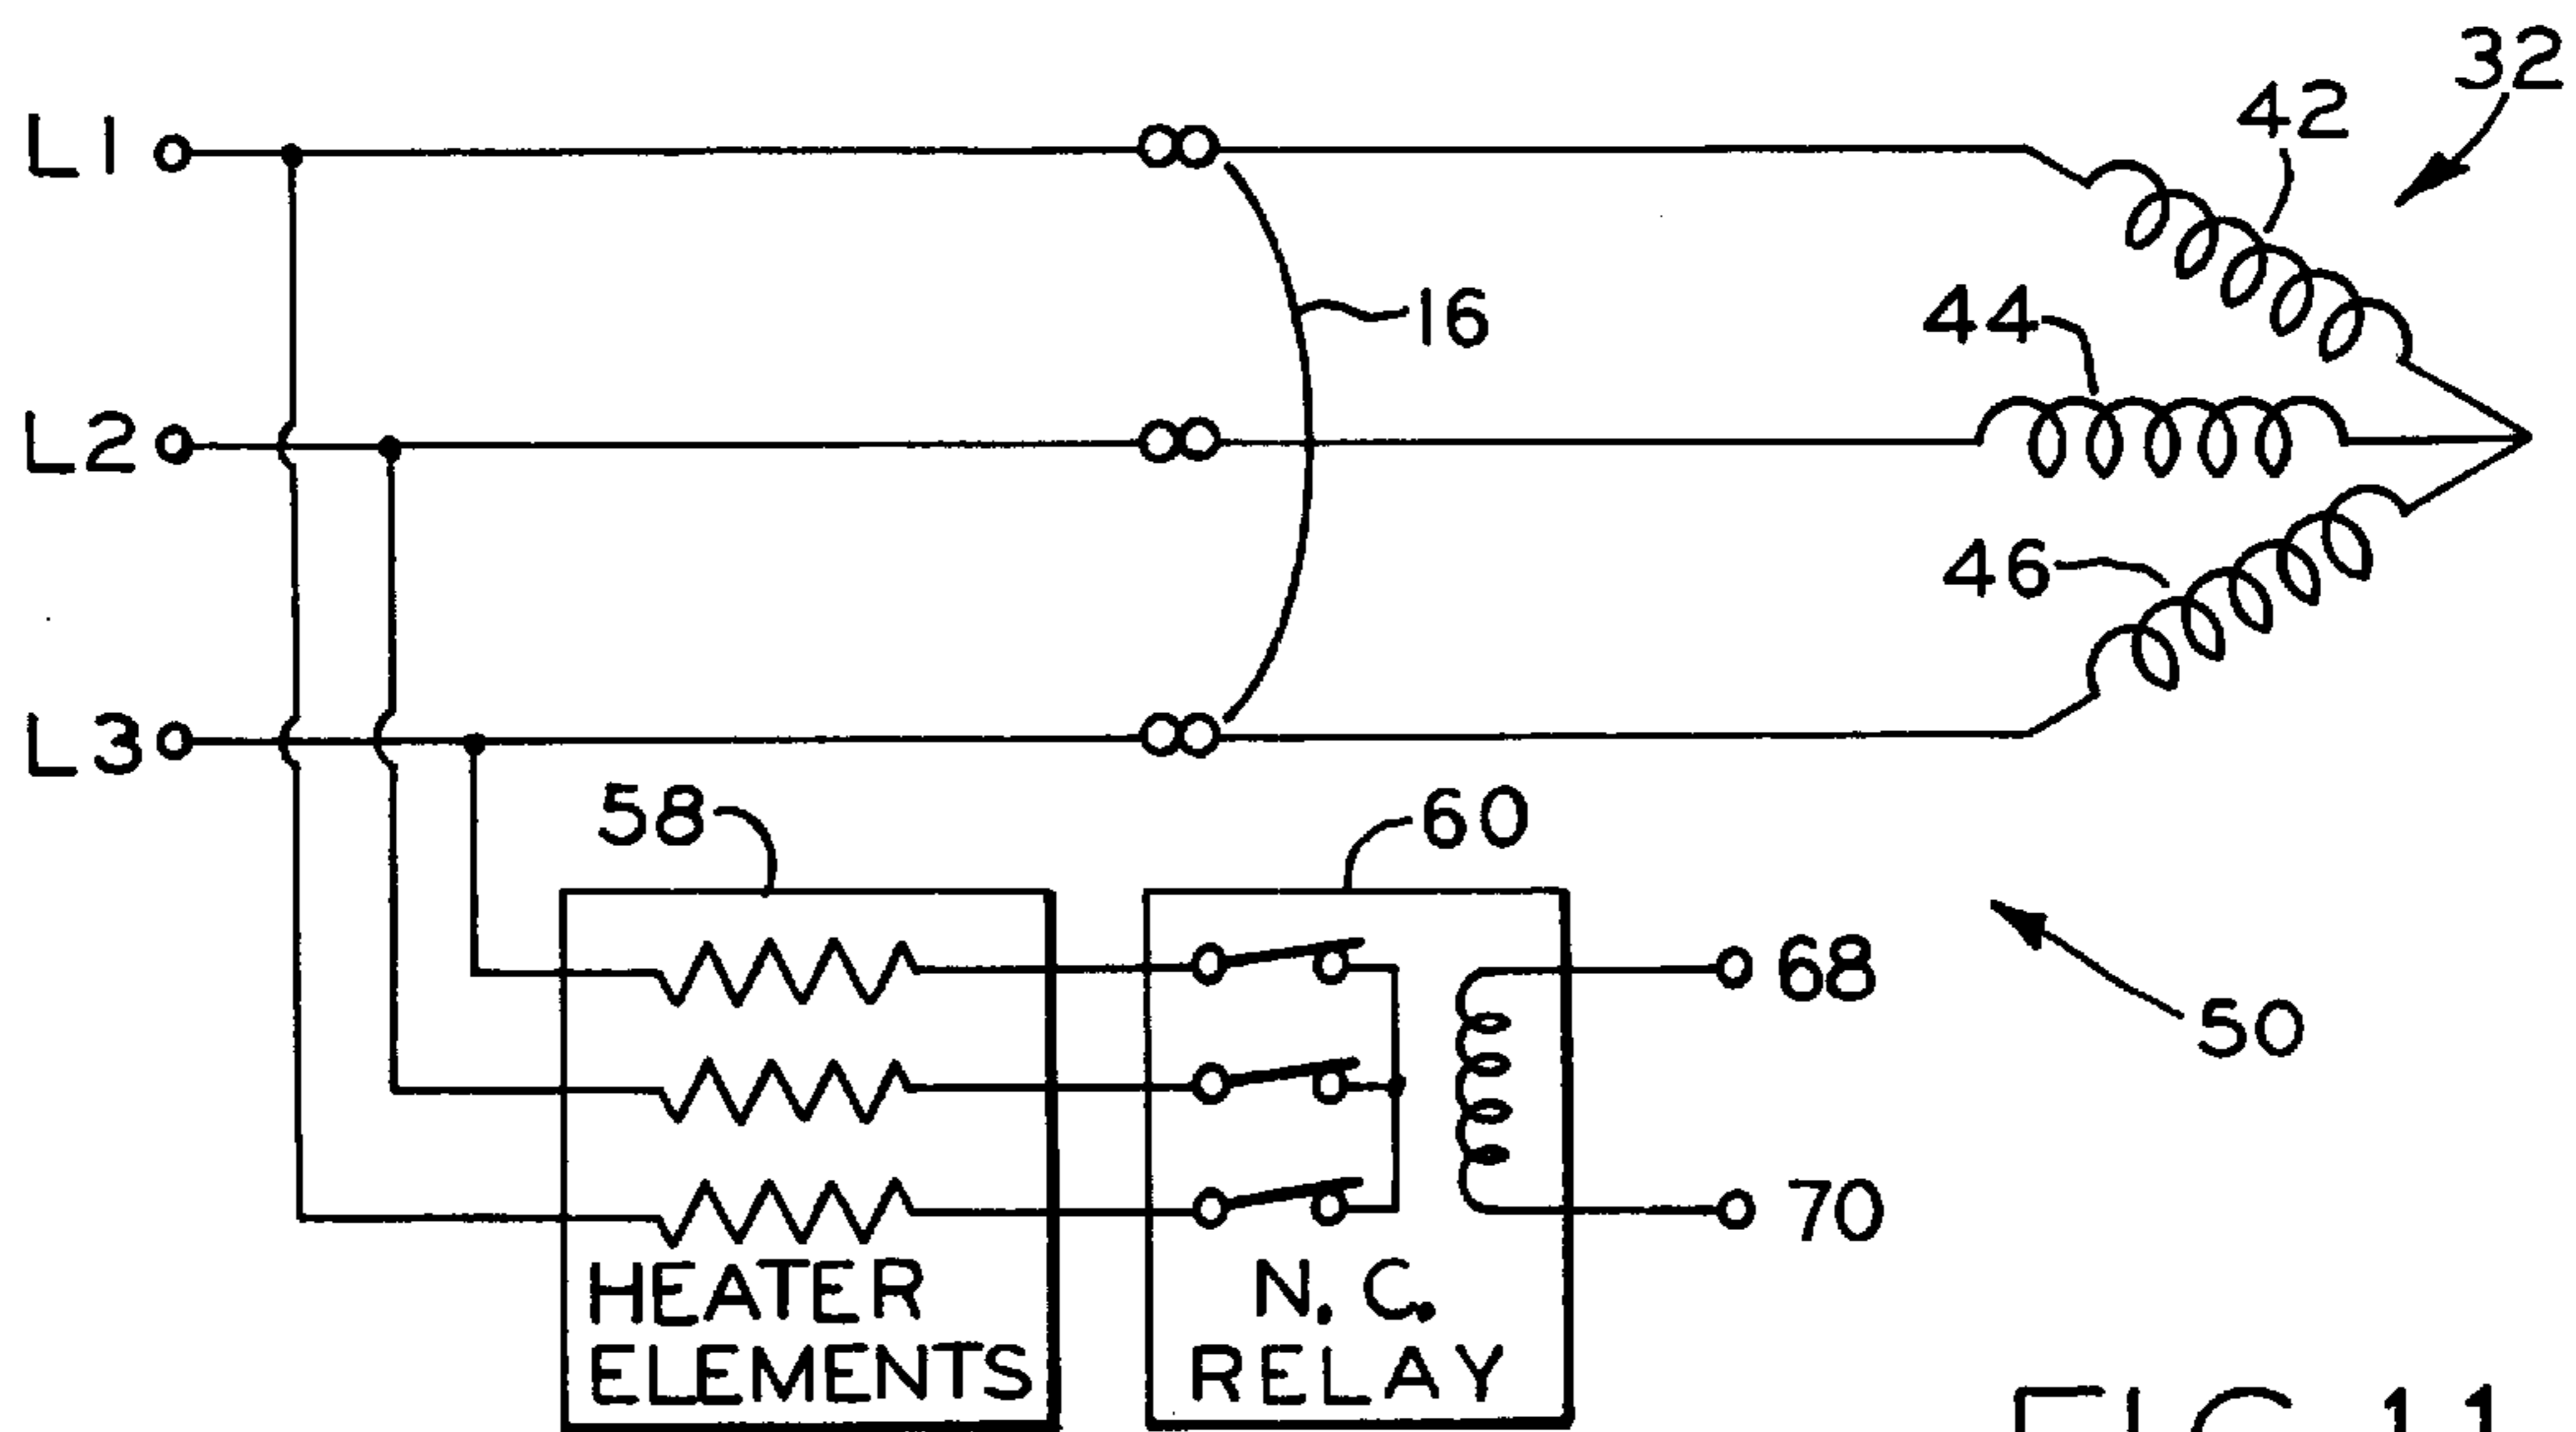 32
42
L1
16
44
L2
46
L3
58
60
68
50
70
HEATER
ELEMENTS
N.C.
RELAY
FIG.11